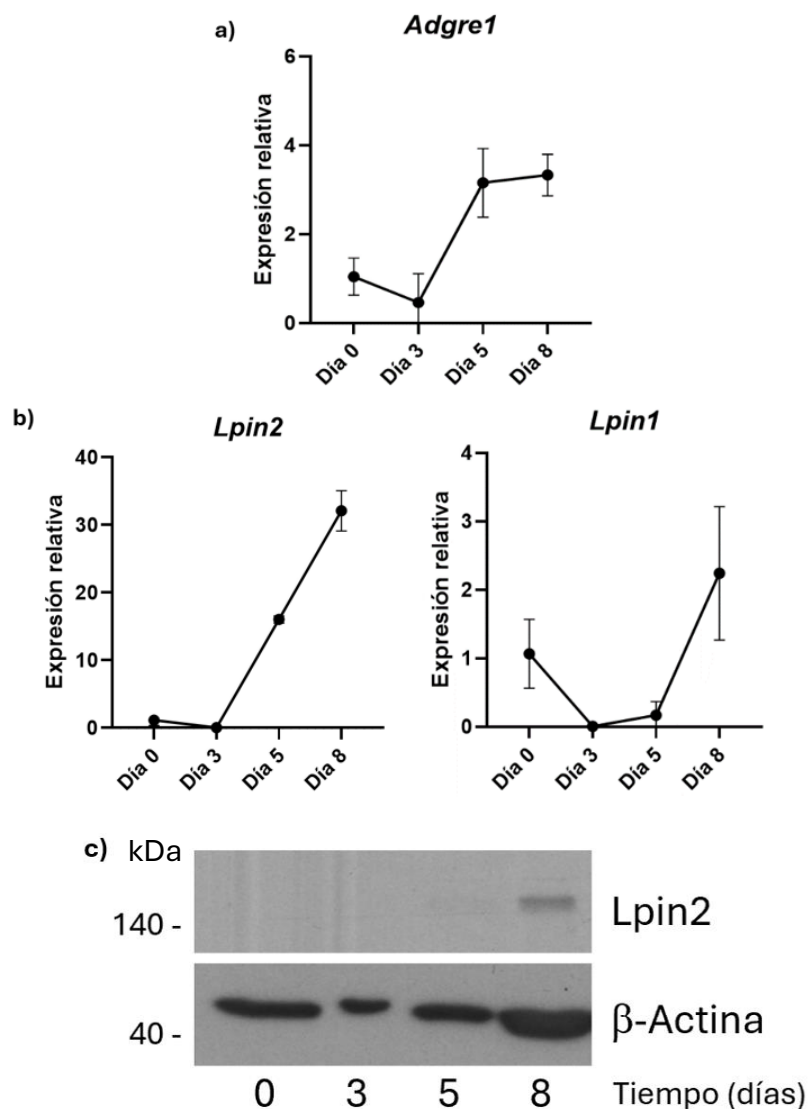 a)
Adgre1
Expresión relativa
6
4
2
0
Día 0
Día 3
Día 5
Día 8
b)
Lpin2
Expresión relativa
40
30
20
10
0
Día 0
Día 3
Día 5
Día 8
Lpin1
Expresión relativa
4
3
2
1
0
Día 0
Día 3
Día 5
Día 8
c) kDa
140 -
Lpin2
40 -
β-Actina
0 3 5 8 Tiempo (días)